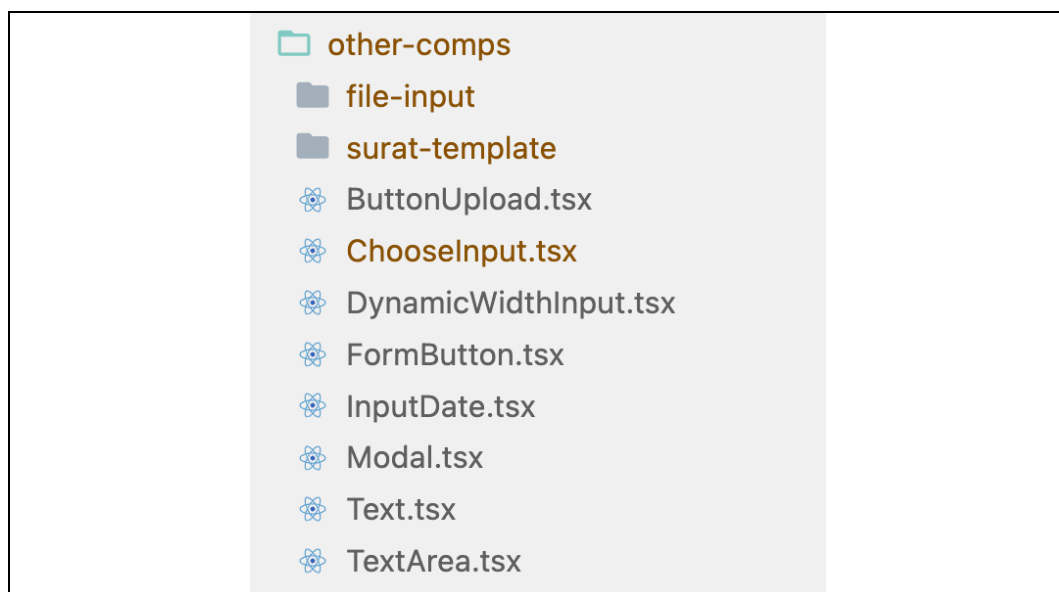 other-comps
file-input
surat-template
ButtonUpload.tsx
ChooseInput.tsx
DynamicWidthInput.tsx
FormButton.tsx
InputDate.tsx
Modal.tsx
Text.tsx
TextArea.tsx